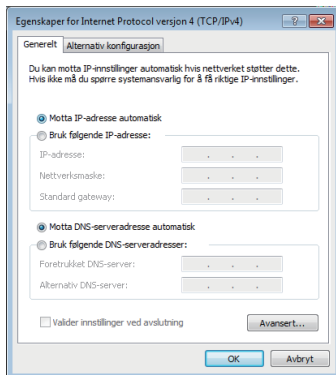 Egenskaper for Internet Protocol versjon 4 (TCP/IPv4)
Generelt Alternativ konfigurasjon
Du kan motta IP-innstillinger automatisk hvis nettverket støtter dette.
Hvis ikke må du spørre systemansvarlig for å få riktige IP-innstillinger.
Motta IP-adresse automatisk
Bruk følgende IP-adresse:
IP-adresse:
Nettverksmaske:
Standard gateway:
Motta DNS-serveradresse automatisk
Bruk følgende DNS-serveradresser:
Foretrukket DNS-server:
Alternativ DNS-server:
Valider innstillinger ved avslutning
Avansert...
OK Avbryt